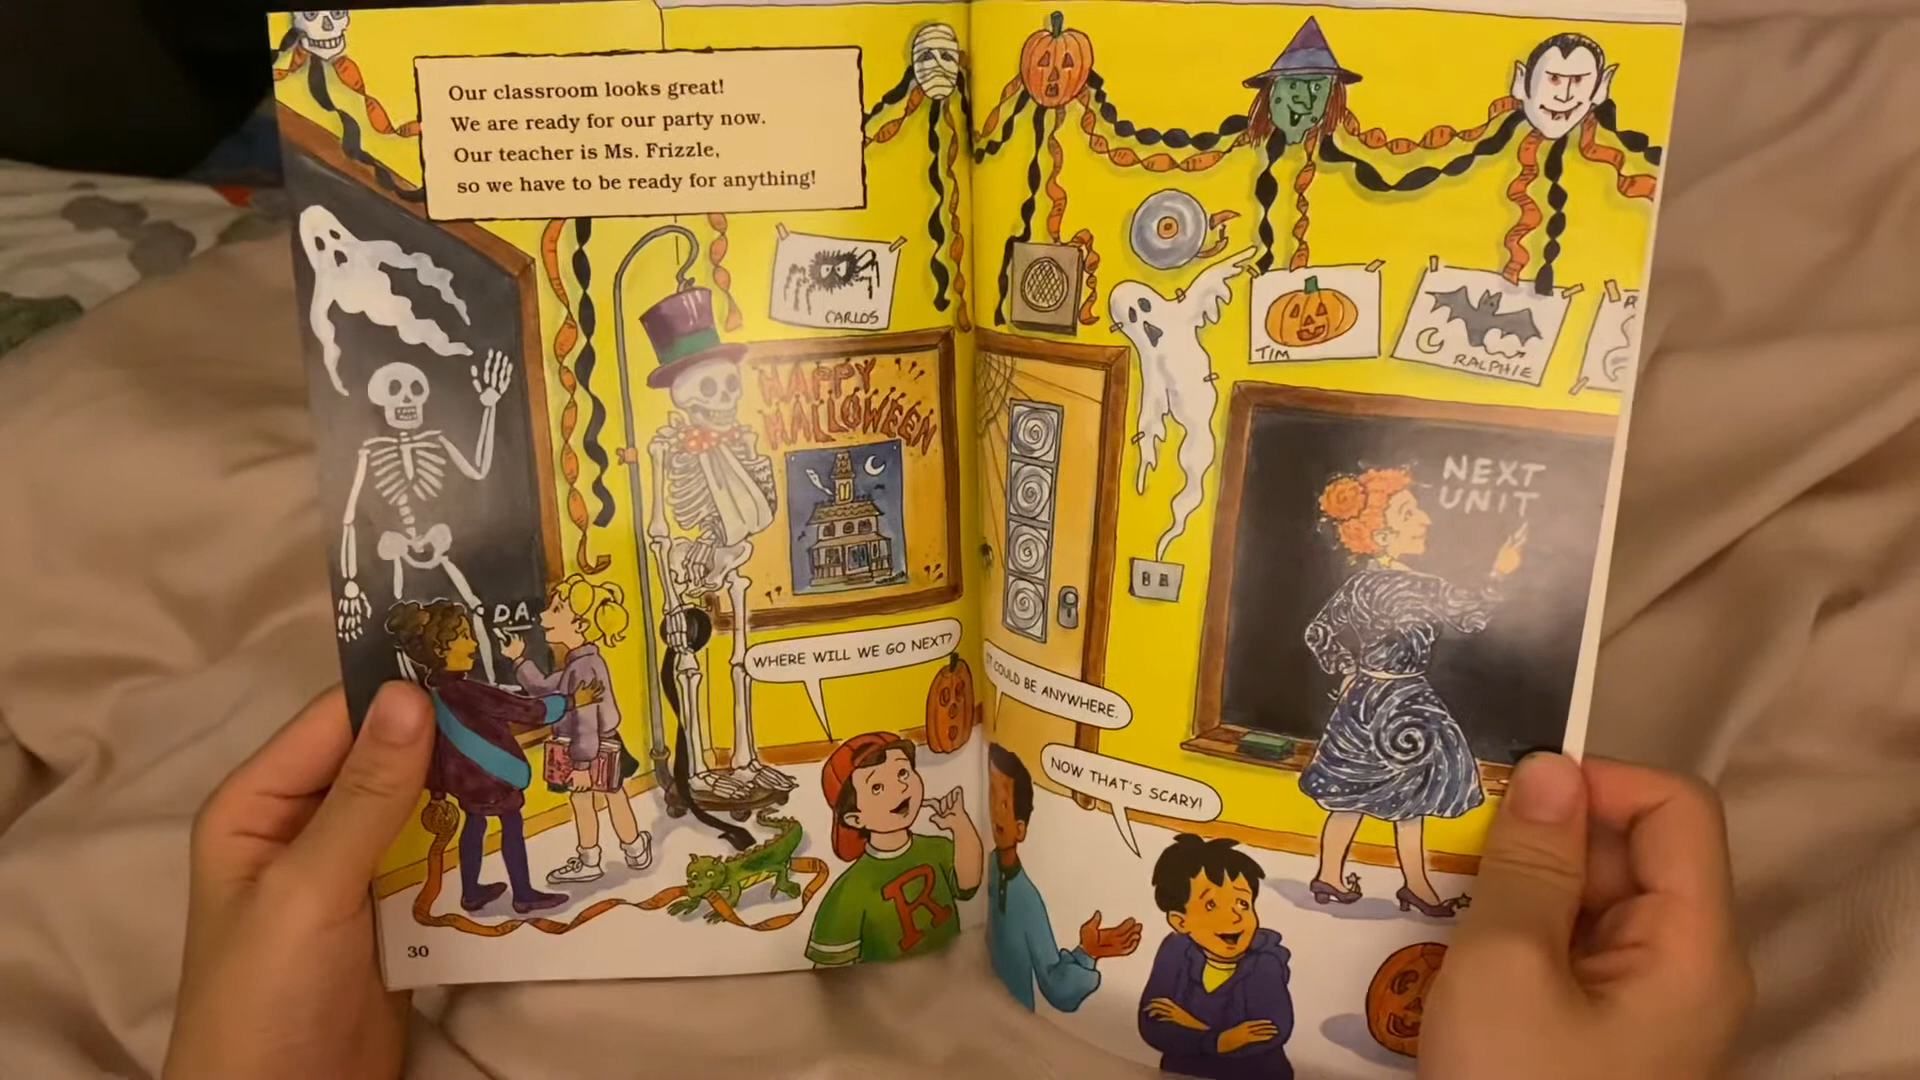 Our classroom looks great!
We are ready for our party now.
Our teacher is Ms. Frizzle,
so we have to be ready for anything!
CARLOS
HAPPY
HALLOWEEN
D.A.
WHERE WILL WE GO NEXT?
R
30
TIM
RALPHIE
NEXT
UNIT
IT COULD BE ANYWHERE.
NOW THAT'S SCARY!